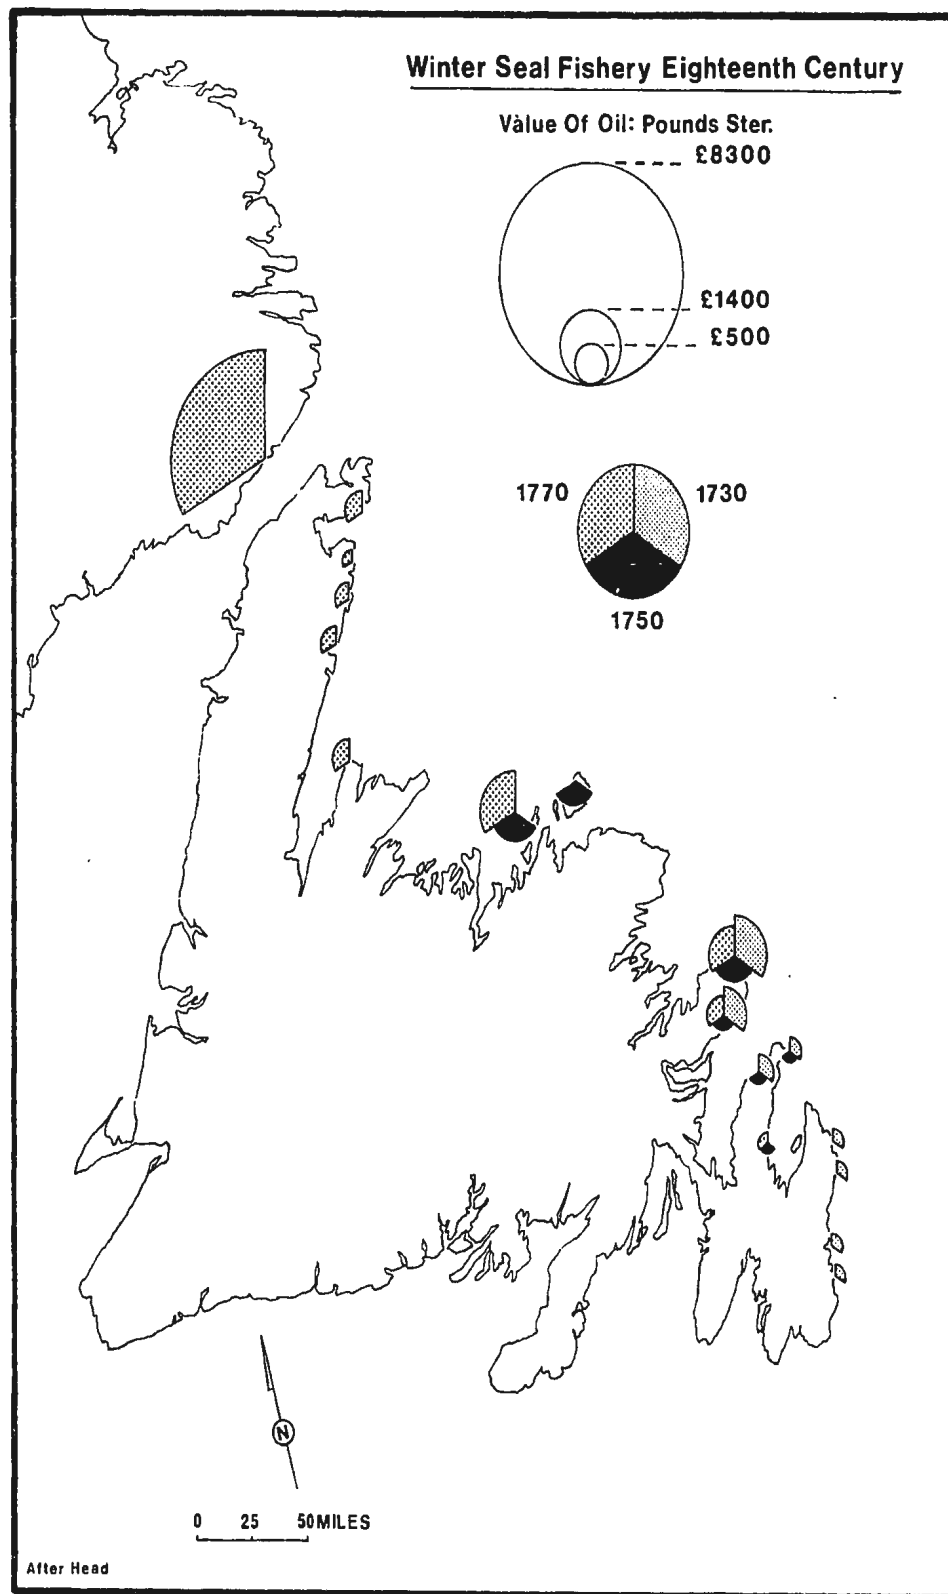 Winter Seal Fishery Eighteenth Century
Value Of Oil: Pounds Ster.
£8300
£1400
£500
1770
1730
1750
N
0 25 50MILES
After Head